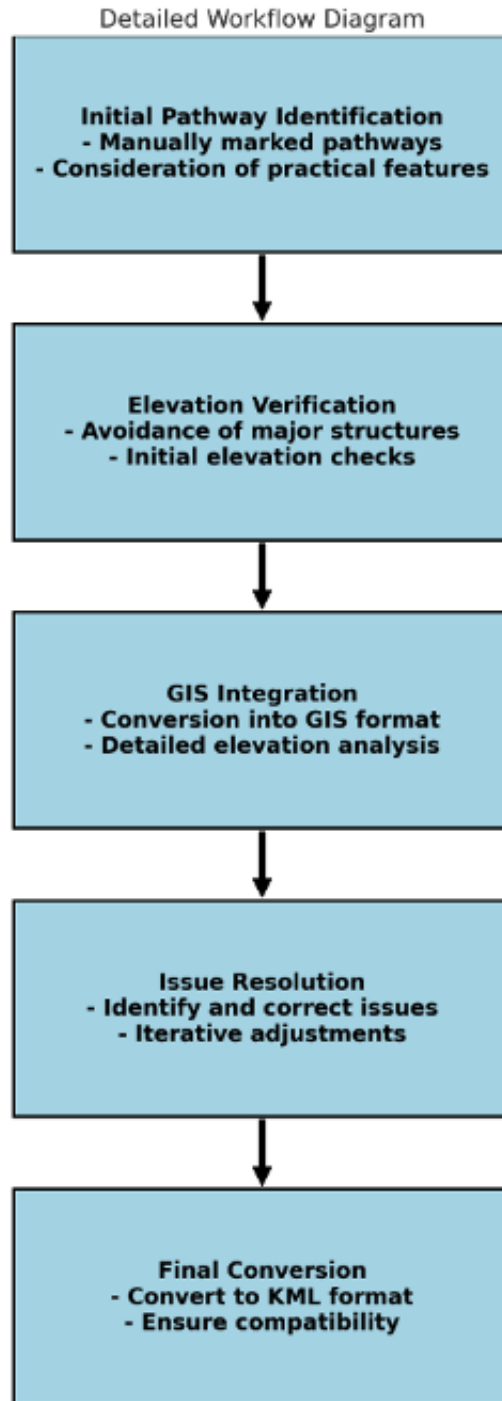 Detailed Workflow Diagram
Initial Pathway Identification
- Manually marked pathways
- Consideration of practical features
Elevation Verification
- Avoidance of major structures
- Initial elevation checks
GIS Integration
- Conversion into GIS format
- Detailed elevation analysis
Issue Resolution
- Identify and correct issues
- Iterative adjustments
Final Conversion
- Convert to KML format
- Ensure compatibility